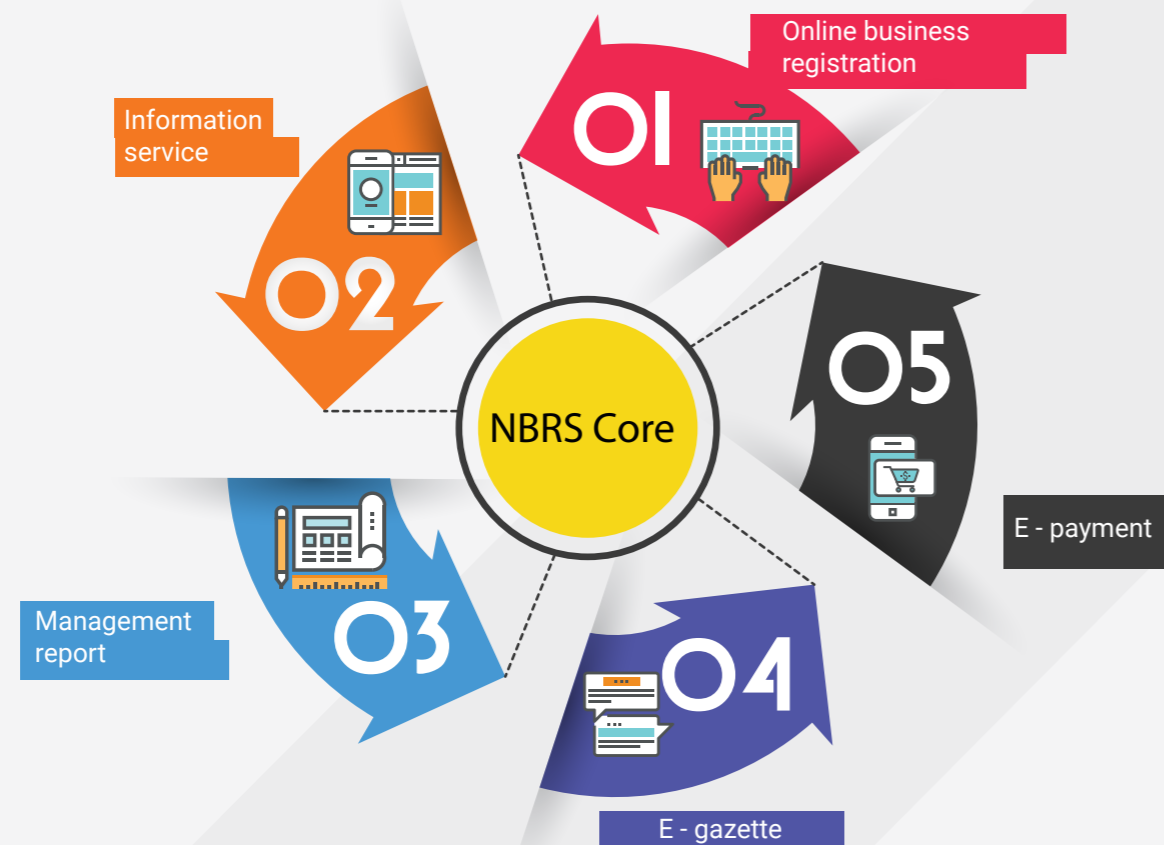 Online business
registration
01
Information
service
02
NBRS Core
05
E - payment
03
Management
report
04
E - gazette